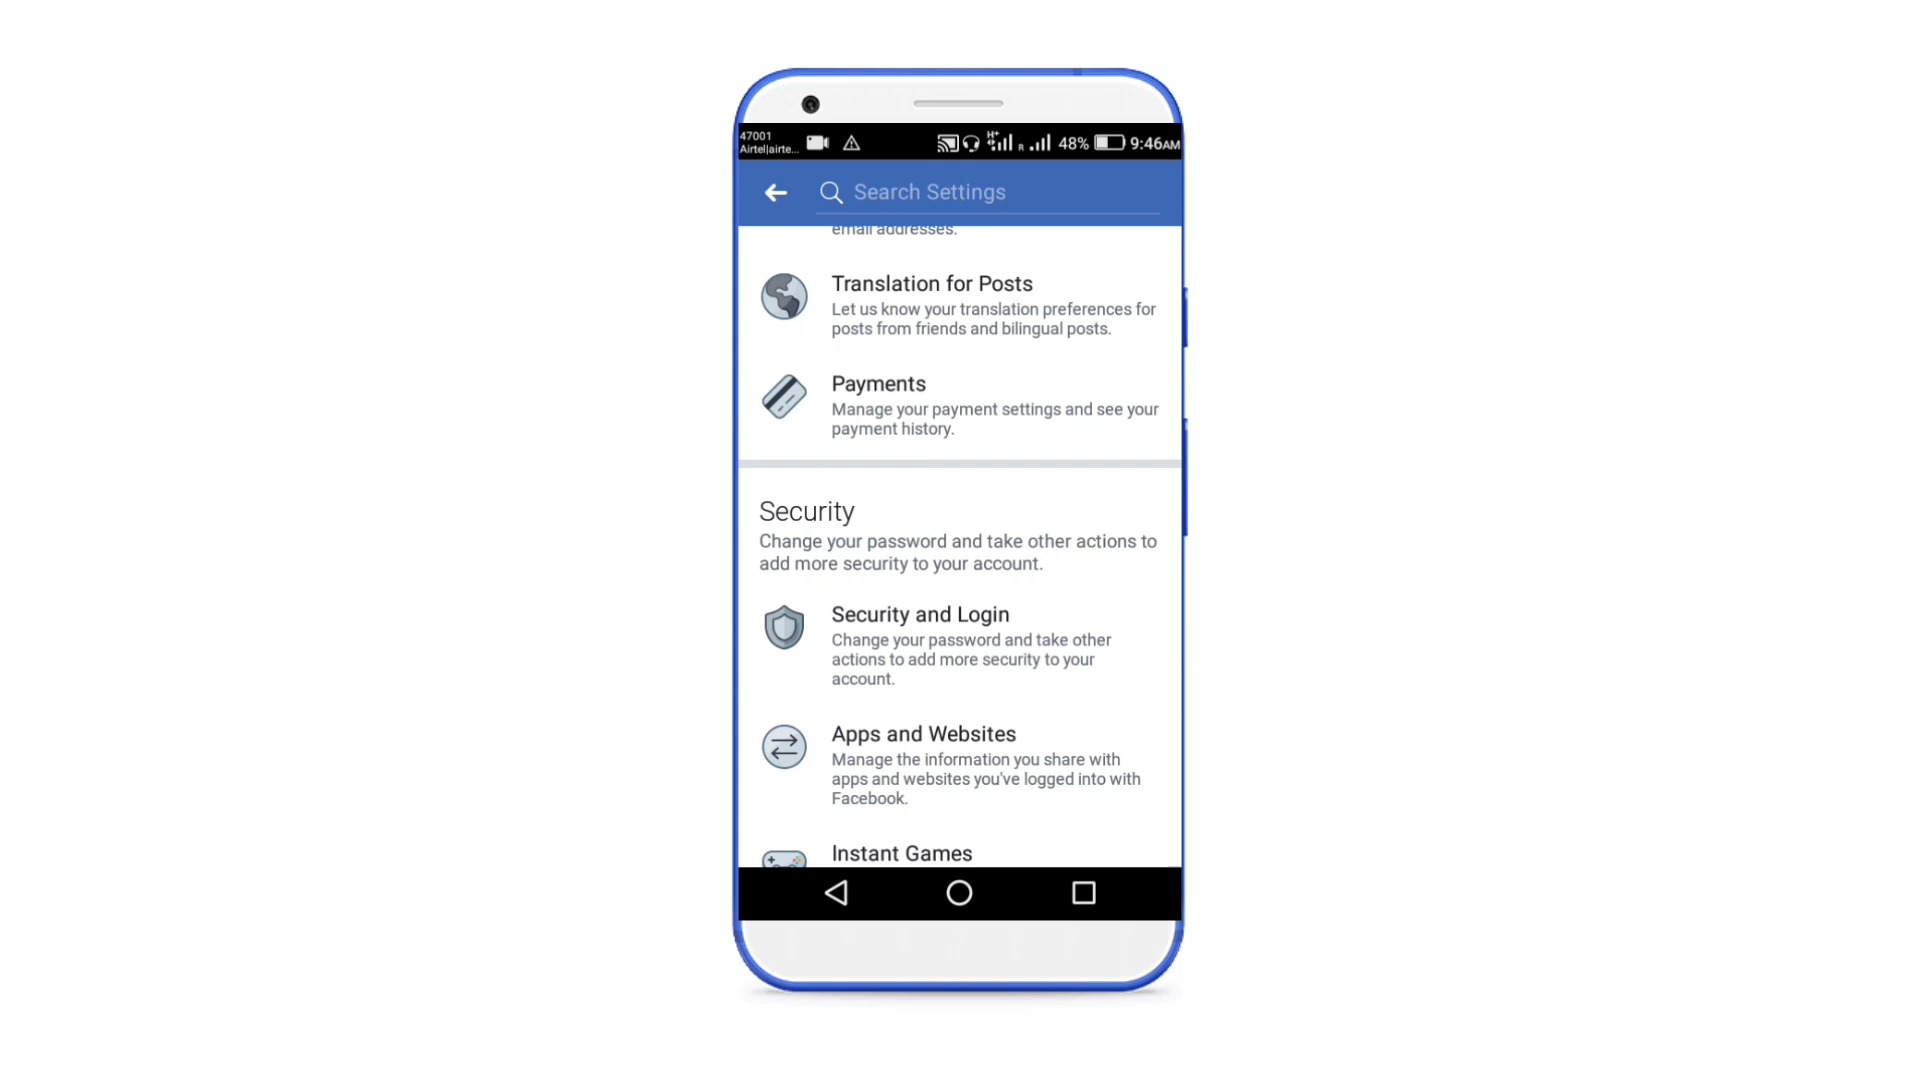 47001
Airtel|airte...
H+
R
48%
9:46AM
Search Settings
email addresses.
Translation for Posts
Let us know your translation preferences for
posts from friends and bilingual posts.
Payments
Manage your payment settings and see your
payment history.
Security
Change your password and take other actions to
add more security to your account.
Security and Login
Change your password and take other
actions to add more security to your
account.
Apps and Websites
Manage the information you share with
apps and websites you've logged into with
Facebook.
Instant Games